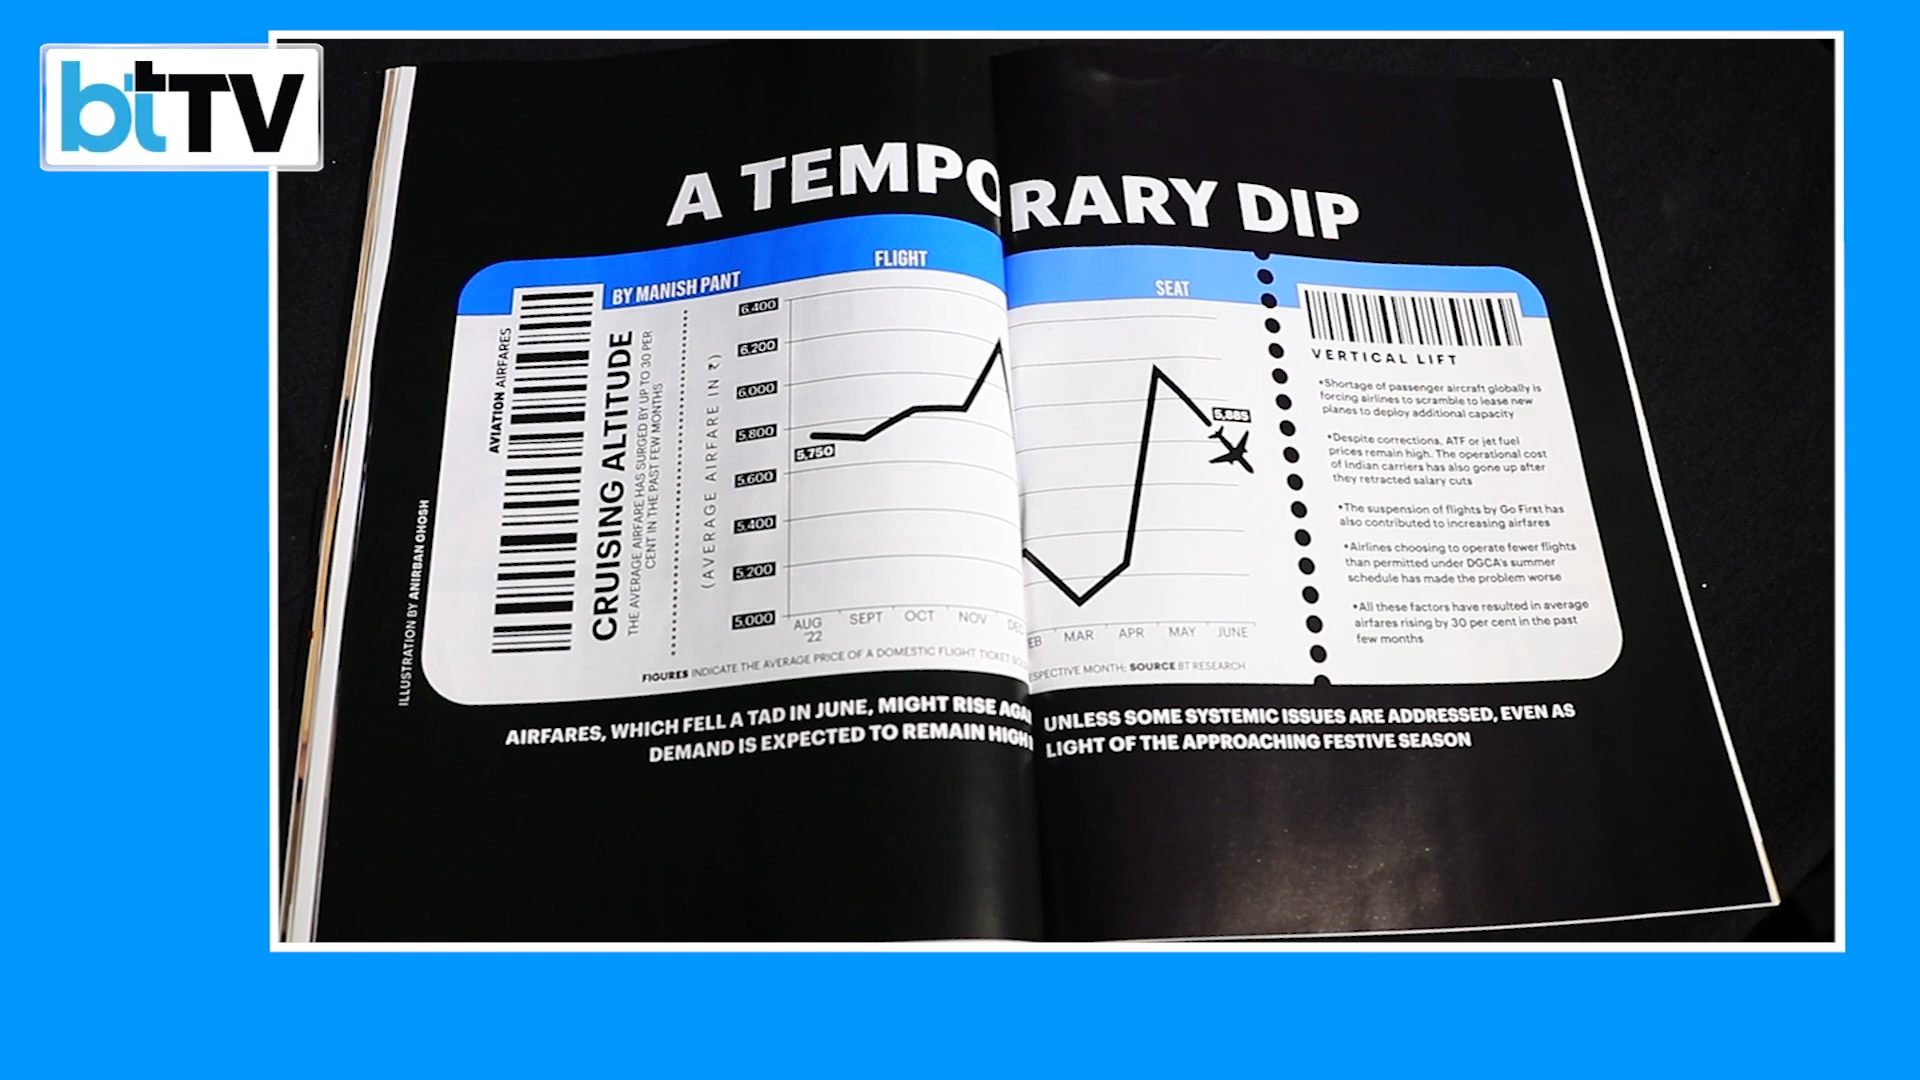 btTV
A TEMPORARY DIP
FLIGHT
SEAT
BY MANISH PANT
AVIATION AIRFARES
CRUISING ALTITUDE
THE AVERAGE AIRFARE HAS SURGED BY UP TO 30 PER
CENT IN THE PAST FEW MONTHS
(AVERAGE AIRFARE IN ₹)
6,400
6,200
6,000
5,800
5,600
5,400
5,200
5,000
5,750
5,885
AUG '22 SEPT OCT NOV MAR APR MAY JUNE
FIGURES INDICATE THE AVERAGE PRICE OF A DOMESTIC FLIGHT TICKET MONTH; SOURCE BT RESEARCH
VERTICAL LIFT
•Shortage of passenger aircraft globally is
forcing airlines to scramble to lease new
planes to deploy additional capacity
•Despite corrections, ATF or jet fuel
prices remain high. The operational cost
of Indian carriers has also gone up after
they retracted salary cuts
•The suspension of flights by Go First has
also contributed to increasing airfares
•Airlines choosing to operate fewer flights
than permitted under DGCA's summer
schedule has made the problem worse
•All these factors have resulted in average
airfares rising by 30 per cent in the past
few months
ILLUSTRATION BY ANIRBAN GHOSH
AIRFARES, WHICH FELL A TAD IN JUNE, MIGHT RISE UNLESS SOME SYSTEMIC ISSUES ARE ADDRESSED, EVEN AS
DEMAND IS EXPECTED TO REMAIN HIGH LIGHT OF THE APPROACHING FESTIVE SEASON